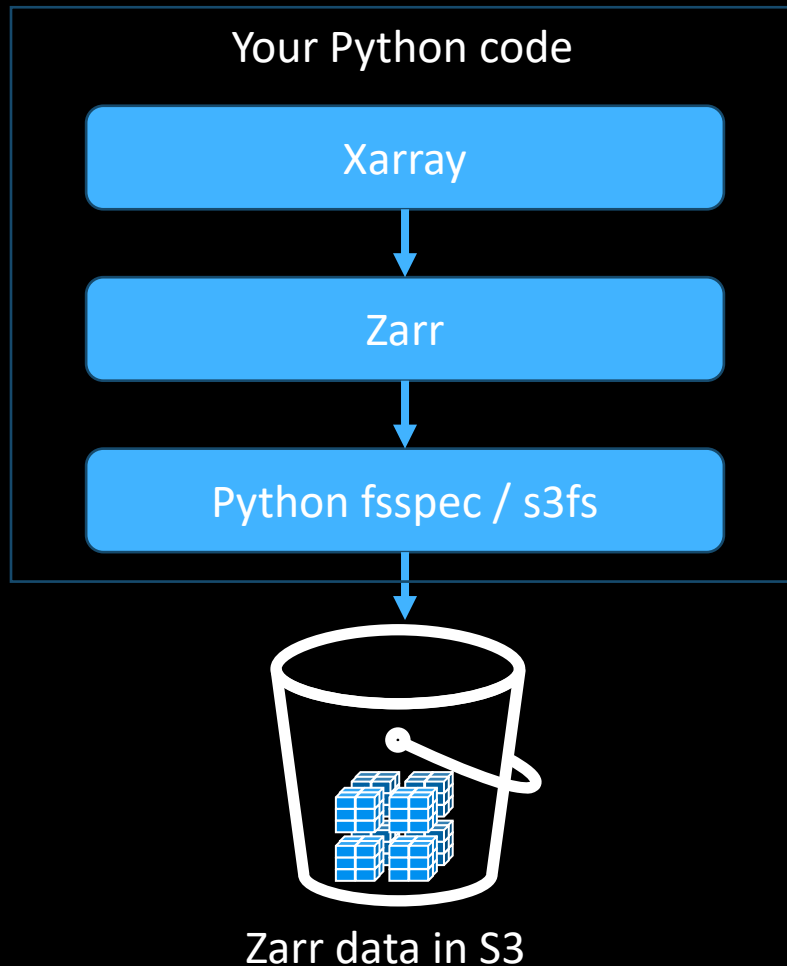 Your Python code
Xarray
Zarr
Python fsspec / s3fs
Zarr data in S3